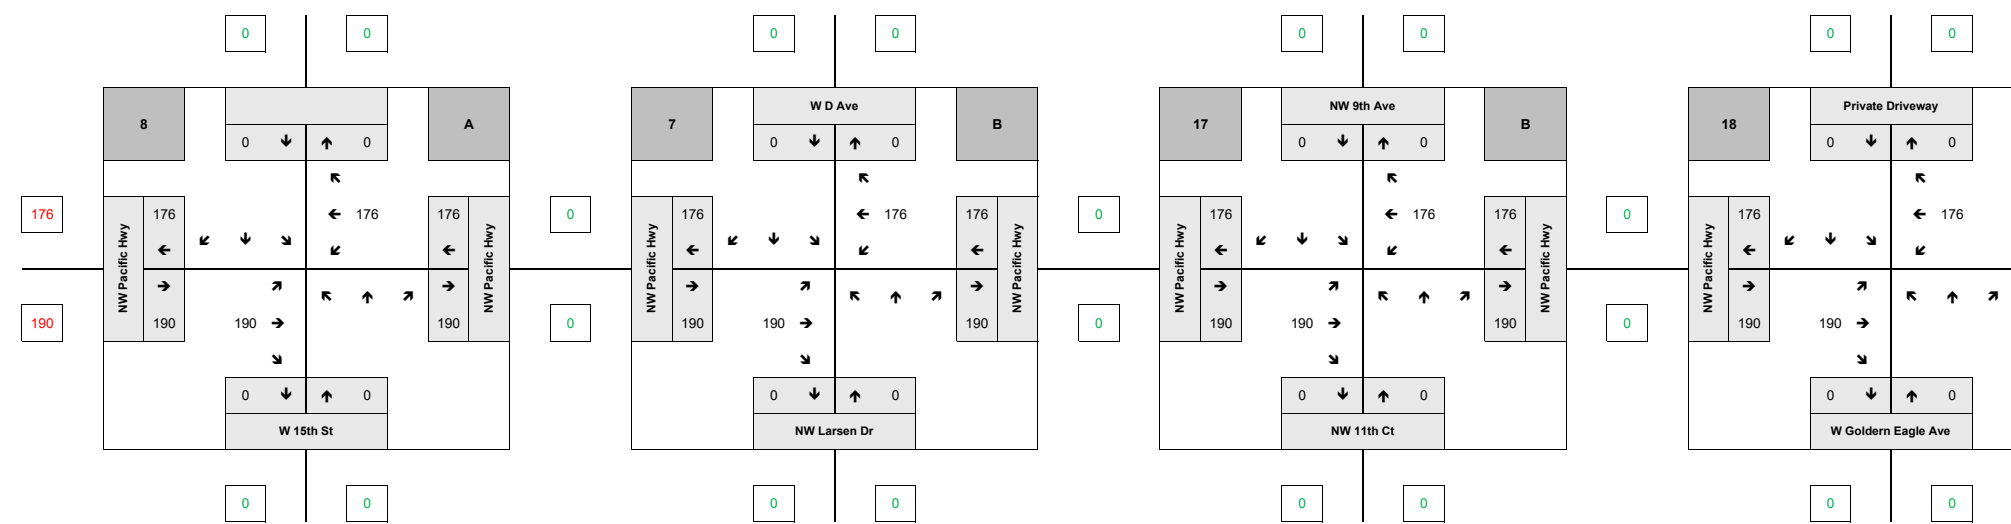 0 0 0 0 0 0 0 0
8 A 7 W D Ave B 17 NW 9th Ave B 18 Private Driveway
0 0 0 0 0 0 0 0
176 NW Pacific Hwy 176 176 176 NW Pacific Hwy 0 NW Pacific Hwy 176 176 176 NW Pacific Hwy 0 NW Pacific Hwy 176 176 176 NW Pacific Hwy 0 NW Pacific Hwy 176 176
190 190 190 190 0 190 190 190 0 190 190 190 0 190 190
0 0 0 0 0 0 0 0
W 15th St NW Larsen Dr NW 11th Ct W Goldern Eagle Ave
0 0 0 0 0 0 0 0